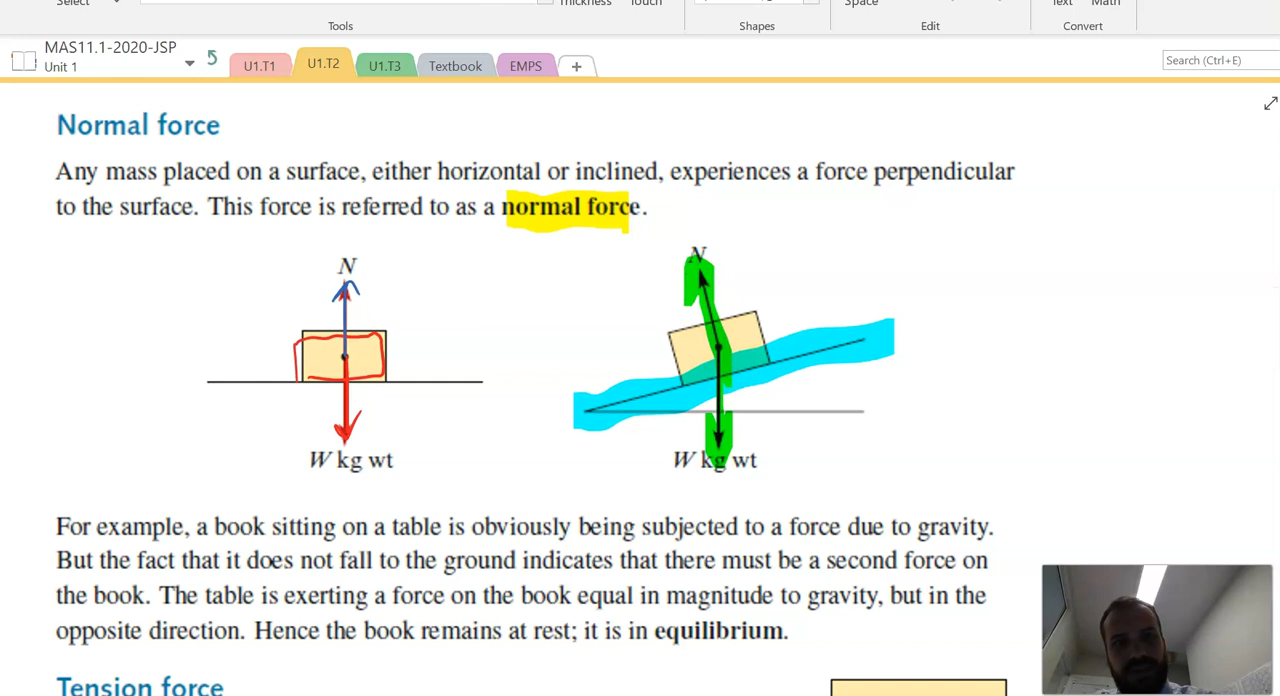 Select
Thickness
Touch
Space
Text
Math
Tools
Shapes
Edit
Convert
MAS11.1-2020-JSP
Unit 1
U1.T1
U1.T2
U1.T3
Textbook
EMPS
+
Search (Ctrl+E)
Normal force
Any mass placed on a surface, either horizontal or inclined, experiences a force perpendicular
to the surface. This force is referred to as a normal force.
N
N
W kg wt
W kg wt
For example, a book sitting on a table is obviously being subjected to a force due to gravity.
But the fact that it does not fall to the ground indicates that there must be a second force on
the book. The table is exerting a force on the book equal in magnitude to gravity, but in the
opposite direction. Hence the book remains at rest; it is in equilibrium.
Tension force